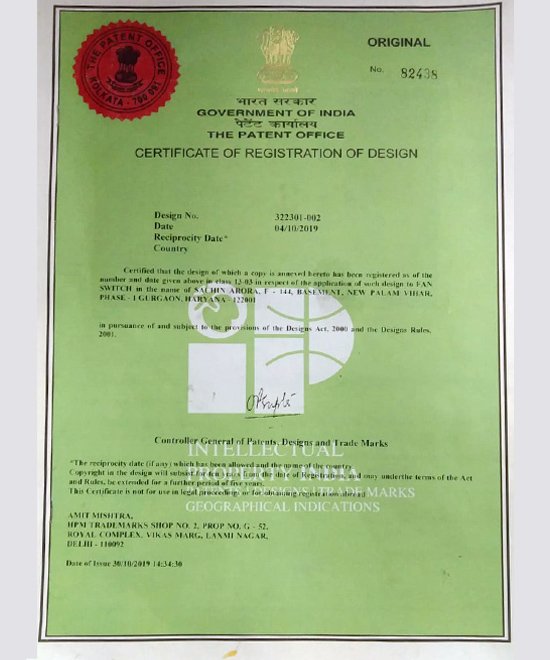 THE PATENT OFFICE
KOLKATA - 700 091
ORIGINAL
No. 82438
भारत सरकार
GOVERNMENT OF INDIA
पेटेंट कार्यालय
THE PATENT OFFICE
CERTIFICATE OF REGISTRATION OF DESIGN
Design No. 322301-002
Date 04/10/2019
Reciprocity Date*
Country
Certified that the design of which a copy is annexed hereto has been registered as of the
number and date given above in class 13-03 in respect of the application of such design to FAN
SWITCH in the name of SACHIN ARORA, F - 144, BASEMENT, NEW PALAM VIHAR,
PHASE - I GURGAON, HARYANA - 122001
in pursuance of and subject to the provisions of the Designs Act, 2000 and the Designs Rules,
2001.
Controller General of Patents, Designs and Trade Marks
INTELLECTUAL
PROPERTY INDIA
DESIGNS | TRADE MARKS
GEOGRAPHICAL INDICATIONS
*The reciprocity date (if any) which has been allowed and the name of the country.
Copyright in the design will subsist for ten years from the date of Registration, and may under the terms of the Act
and Rules, be extended for a further period of five years.
This Certificate is not for use in legal proceedings or for obtaining registration abroad
AMIT MISHTRA,
HPM TRADEMARKS SHOP NO. 2, PROP NO. G - 52,
ROYAL COMPLEX, VIKAS MARG, LAXMI NAGAR,
DELHI - 110092
Date of Issue 30/10/2019 14:34:30